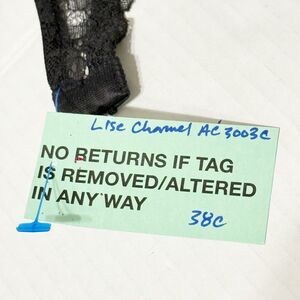 Lise Charmel AC3003C
NO RETURNS IF TAG
IS REMOVED/ALTERED
IN ANY WAY
38C